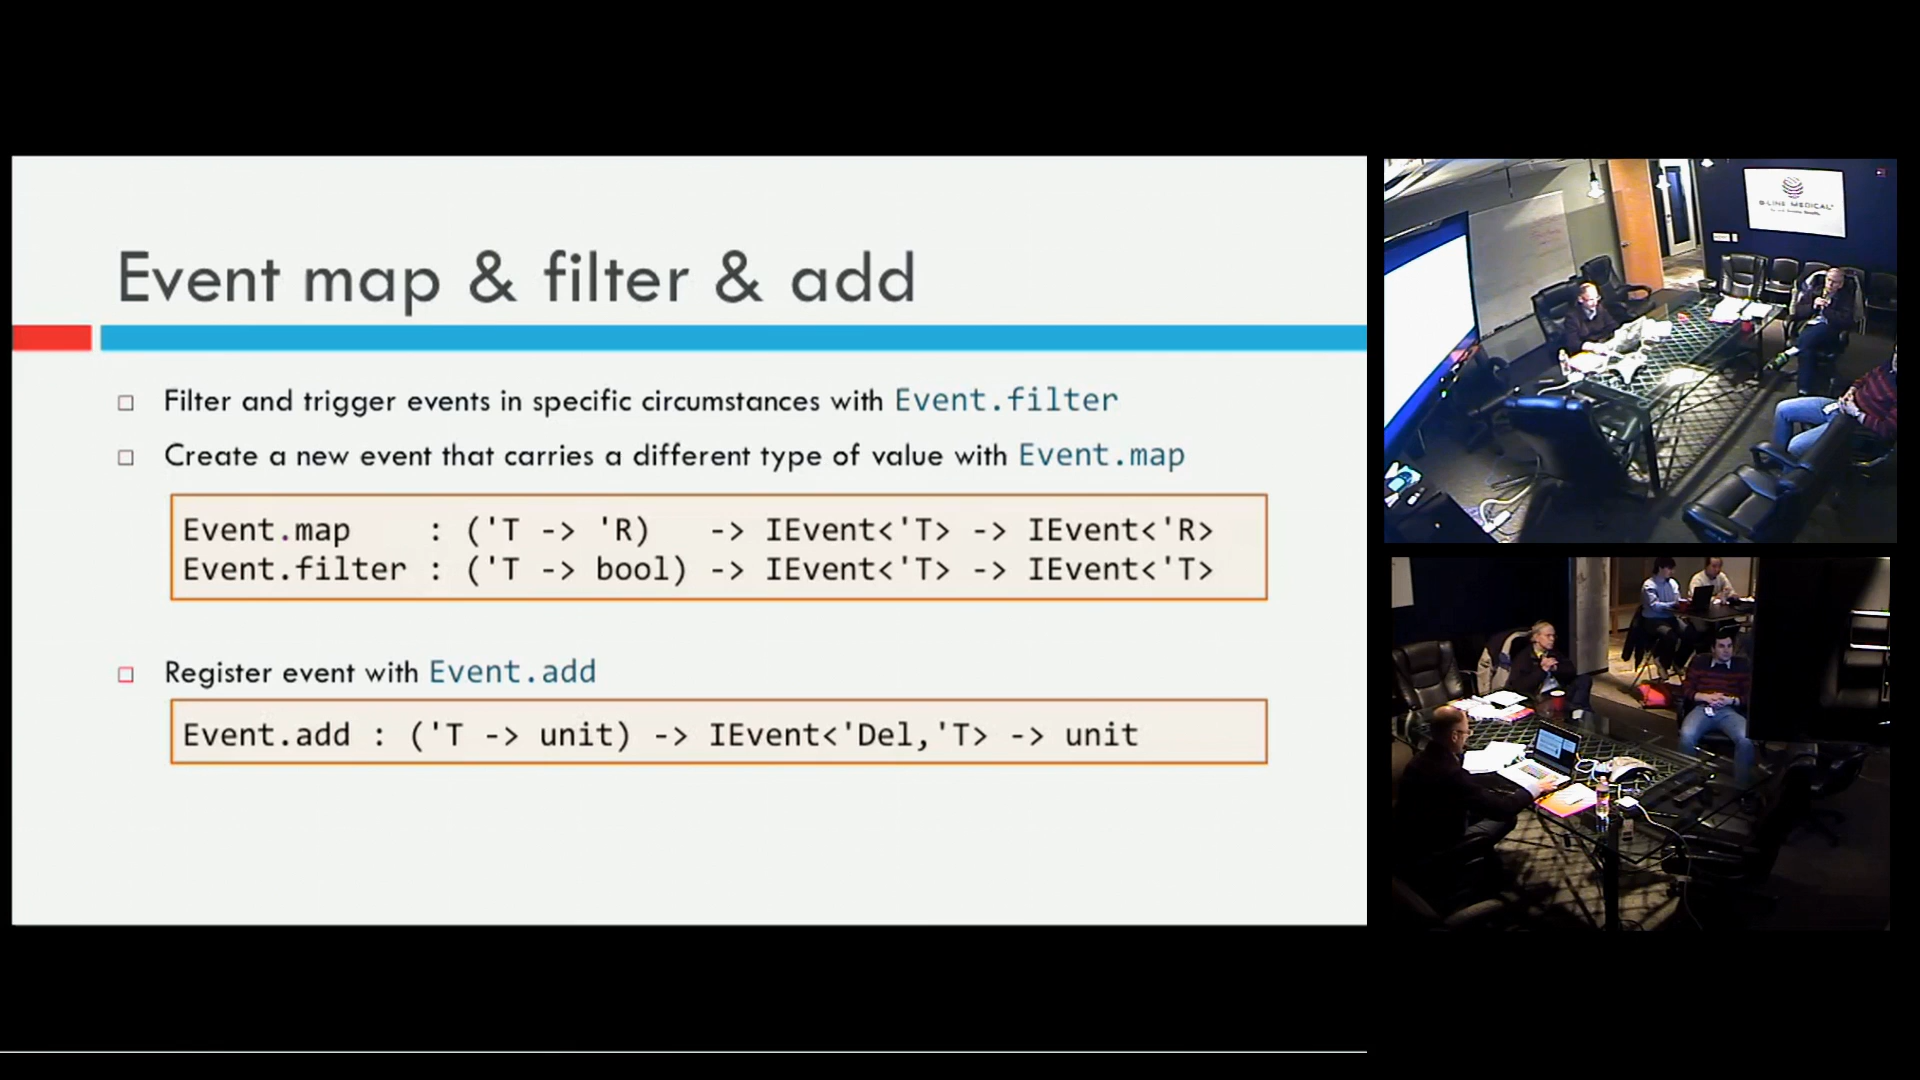 Event map & filter & add
Filter and trigger events in specific circumstances with Event.filter
Create a new event that carries a different type of value with Event.map
Event.map : ('T -> 'R) -> IEvent<'T> -> IEvent<'R>
Event.filter : ('T -> bool) -> IEvent<'T> -> IEvent<'T>
Register event with Event.add
Event.add : ('T -> unit) -> IEvent<'Del,'T> -> unit
B-LINE MEDICAL